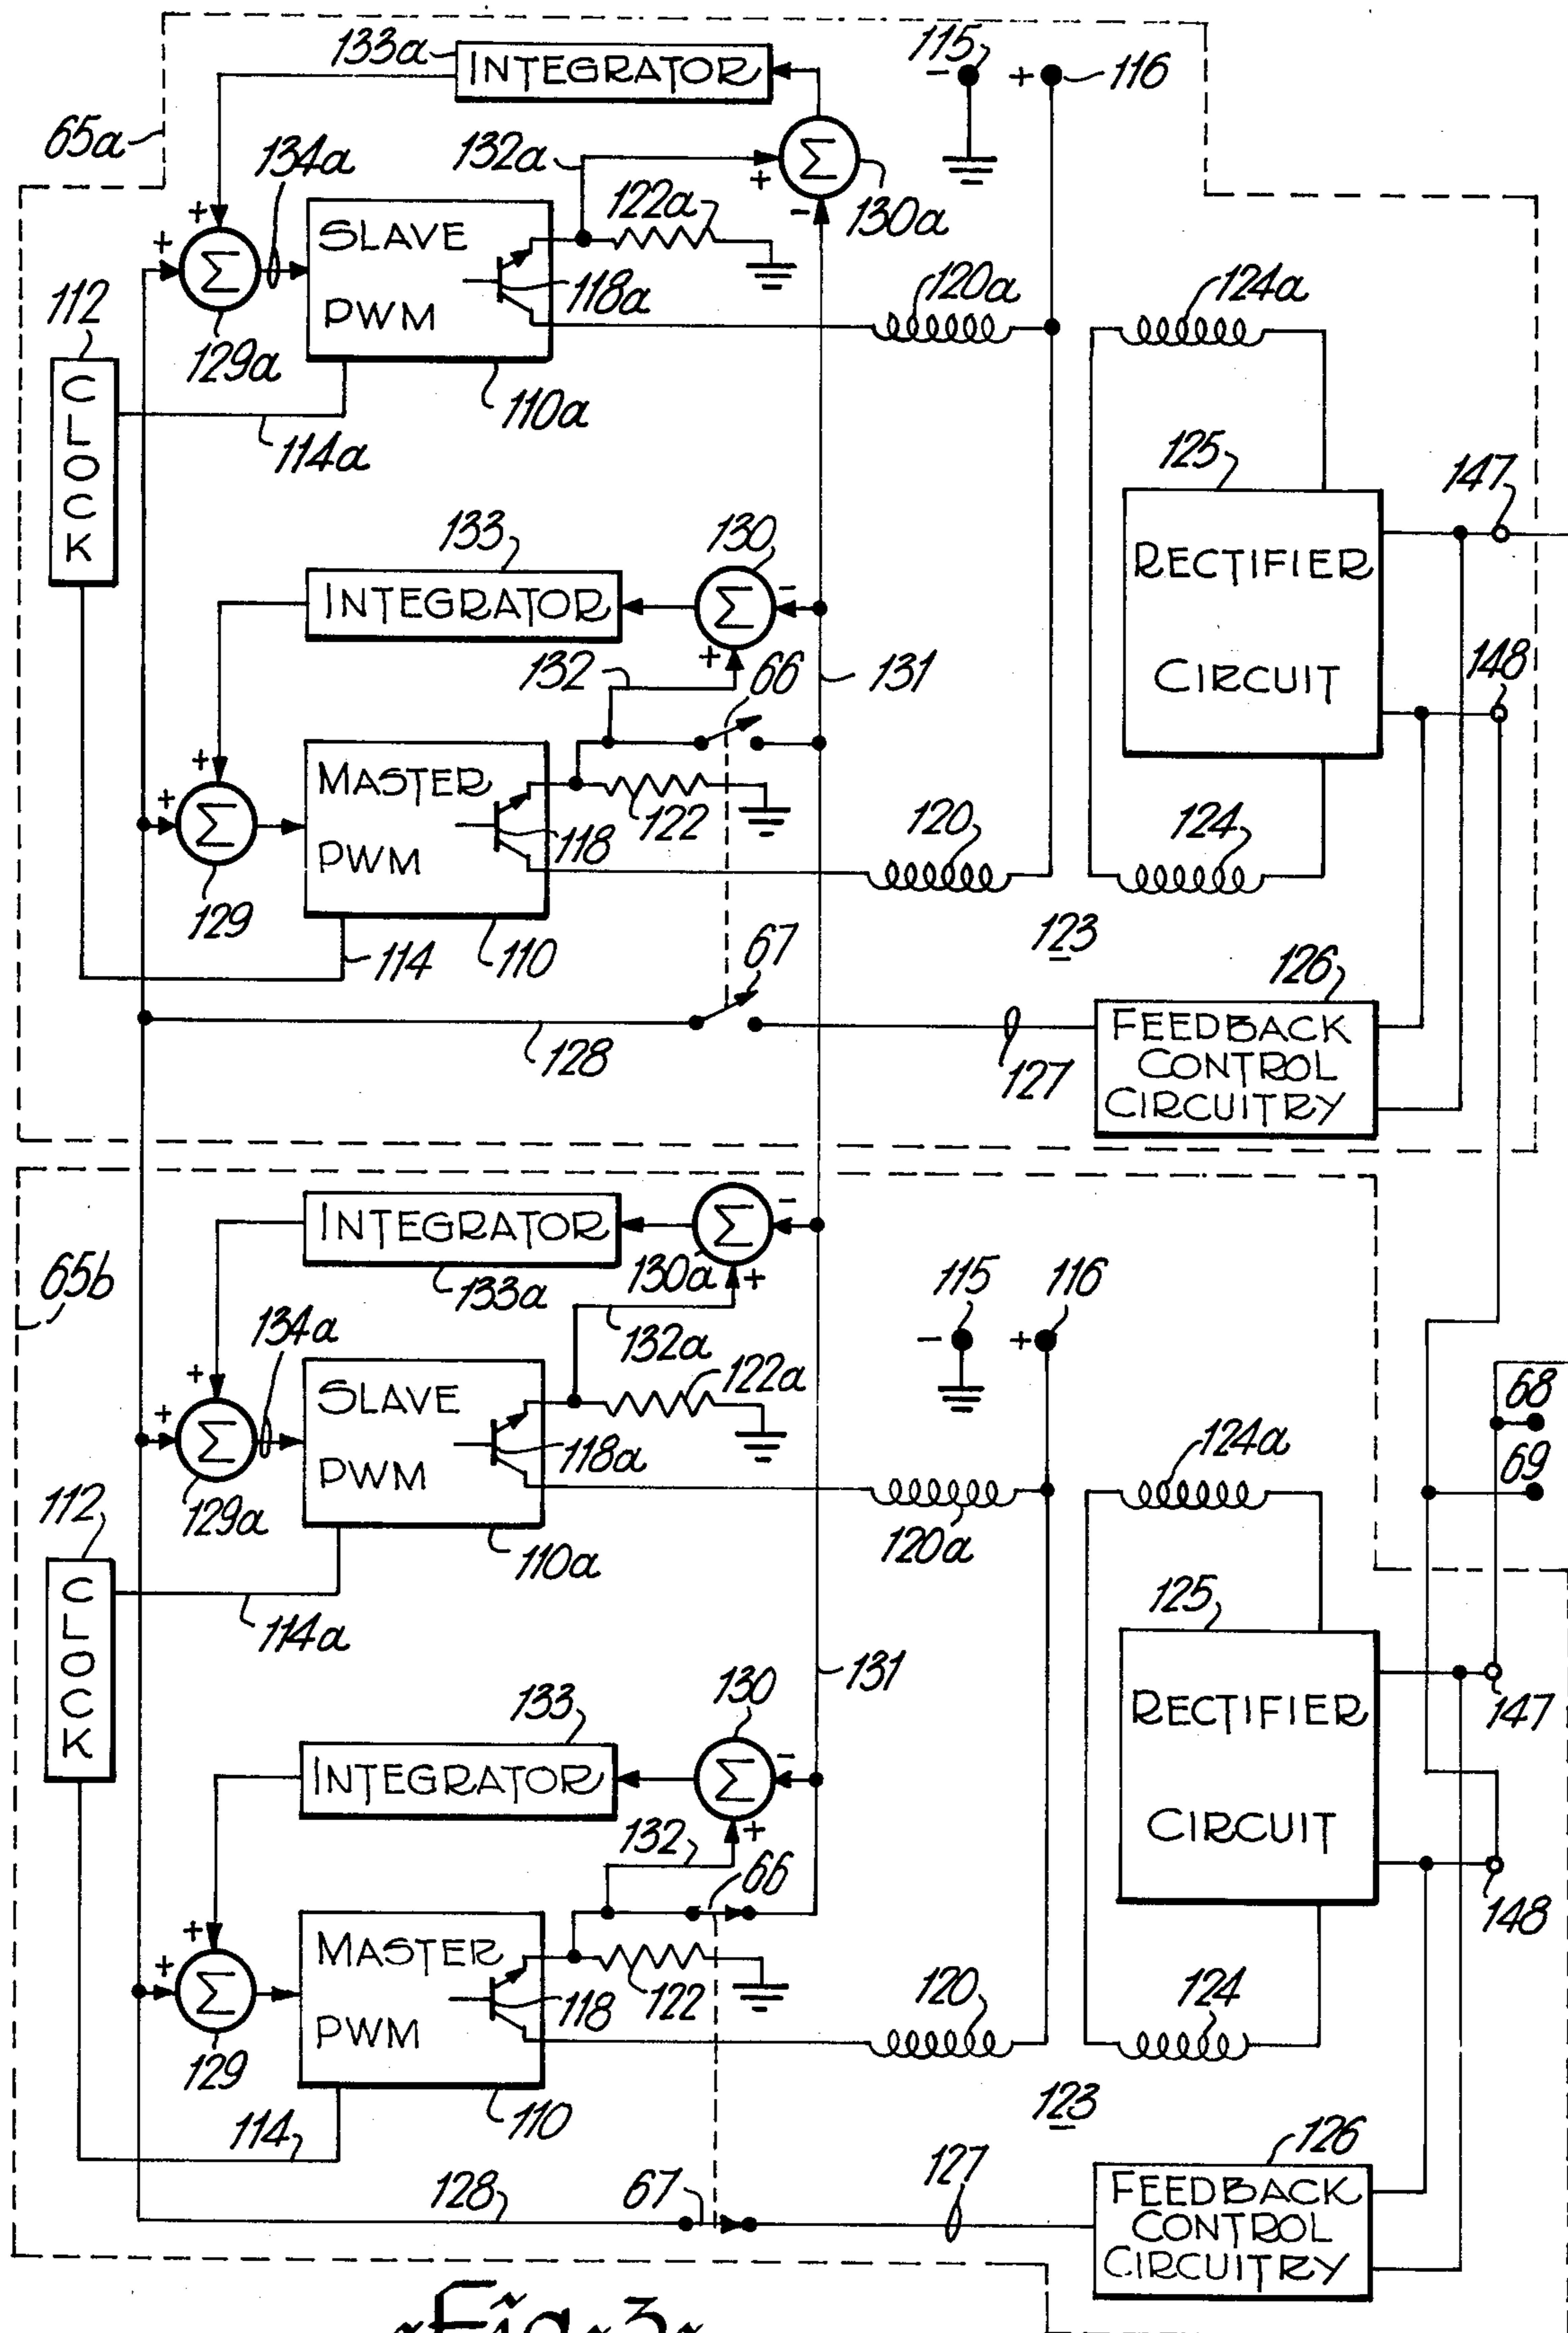 133a
INTEGRATOR
115
-
+
116
65a
134a
132a
Σ
+
-
130a
+
+
Σ
129a
SLAVE
PWM
122a
118a
120a
124a
112
CLOCK
114a
110a
125
147
133
INTEGRATOR
130
Σ
-
+
RECTIFIER
CIRCUIT
132
66
131
148
+
+
Σ
129
MASTER
PWM
118
122
120
124
114
110
67
123
126
128
127
FEEDBACK
CONTROL
CIRCUITRY
INTEGRATOR
Σ
-
+
65b
133a
130a
115
-
+
116
134a
132a
122a
68
+
+
Σ
129a
SLAVE
PWM
118a
124a
69
112
CLOCK
110a
120a
114a
125
133
130
131
INTEGRATOR
Σ
-
+
RECTIFIER
CIRCUIT
147
132
66
148
+
+
Σ
129
MASTER
PWM
118
122
120
124
110
123
114
126
128
67
127
FEEDBACK
CONTROL
CIRCUITRY
Fig. 3.